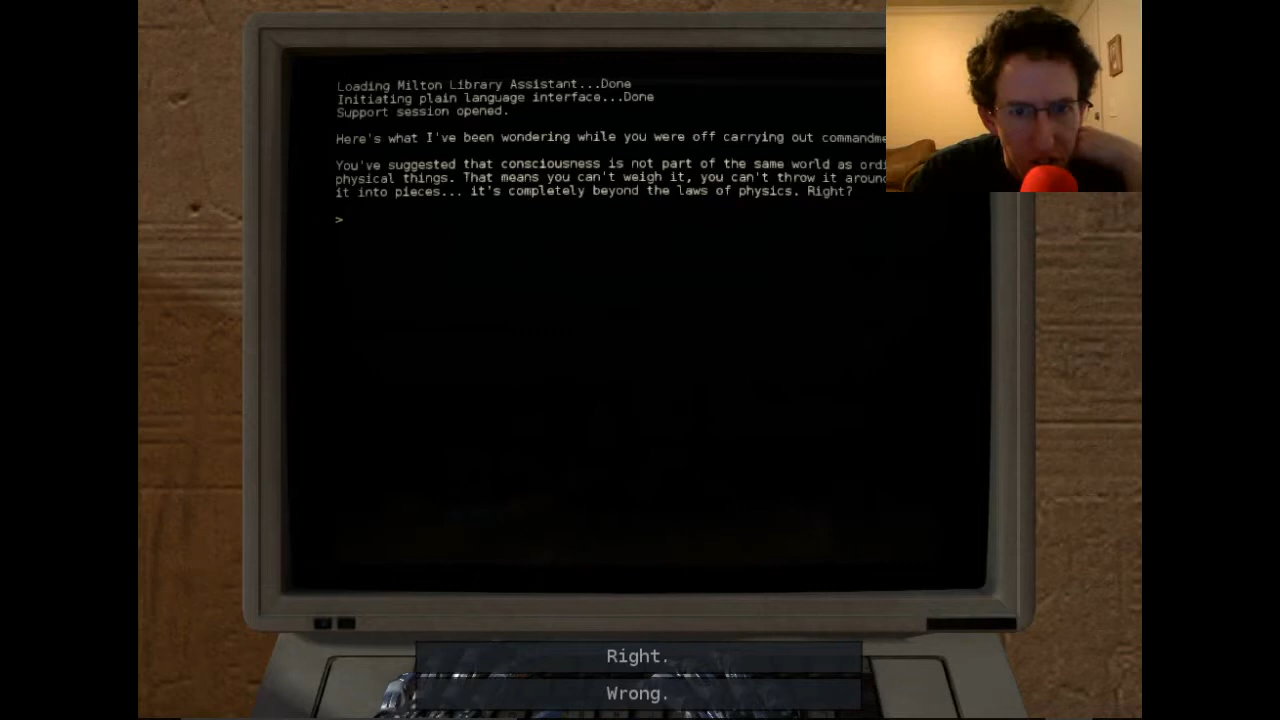 Loading Milton Library Assistant...Done
Initiating plain language interface...Done
Support session opened.
Here's what I've been wondering while you were off carrying out
You've suggested that consciousness is not part of the same world as
physical things. That means you can't weigh it, you can't throw it
it into pieces... it's completely beyond the laws of physics. Right?
>
Right.
Wrong.